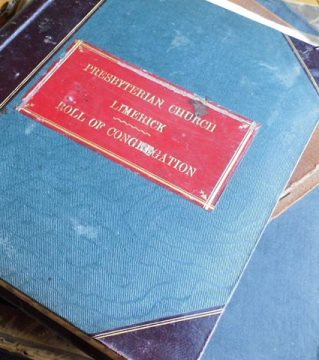 PRESBYTERIAN CHURCH
LIMERICK
ROLL OF CONGREGATION